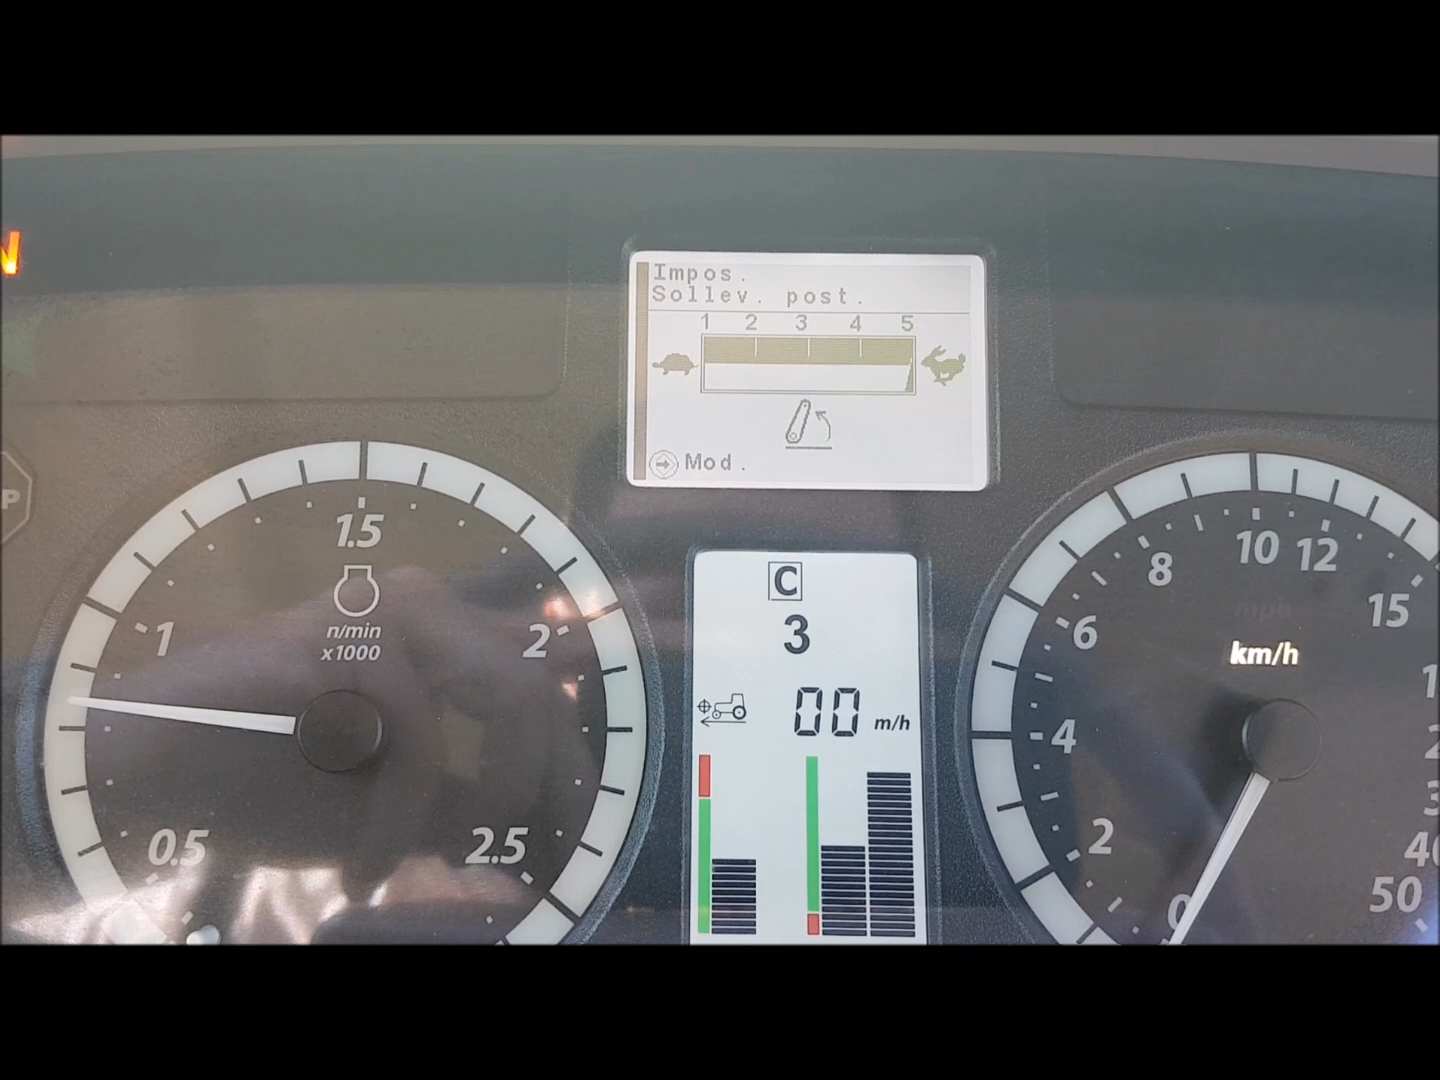 N
Impos.
Sollev. post.
1 2 3 4 5
Mod.
P
0.5 1 1.5 2 2.5
n/min
x1000
C
3
00 m/h
0 2 4 6 8 10 12 15
km/h
40
50